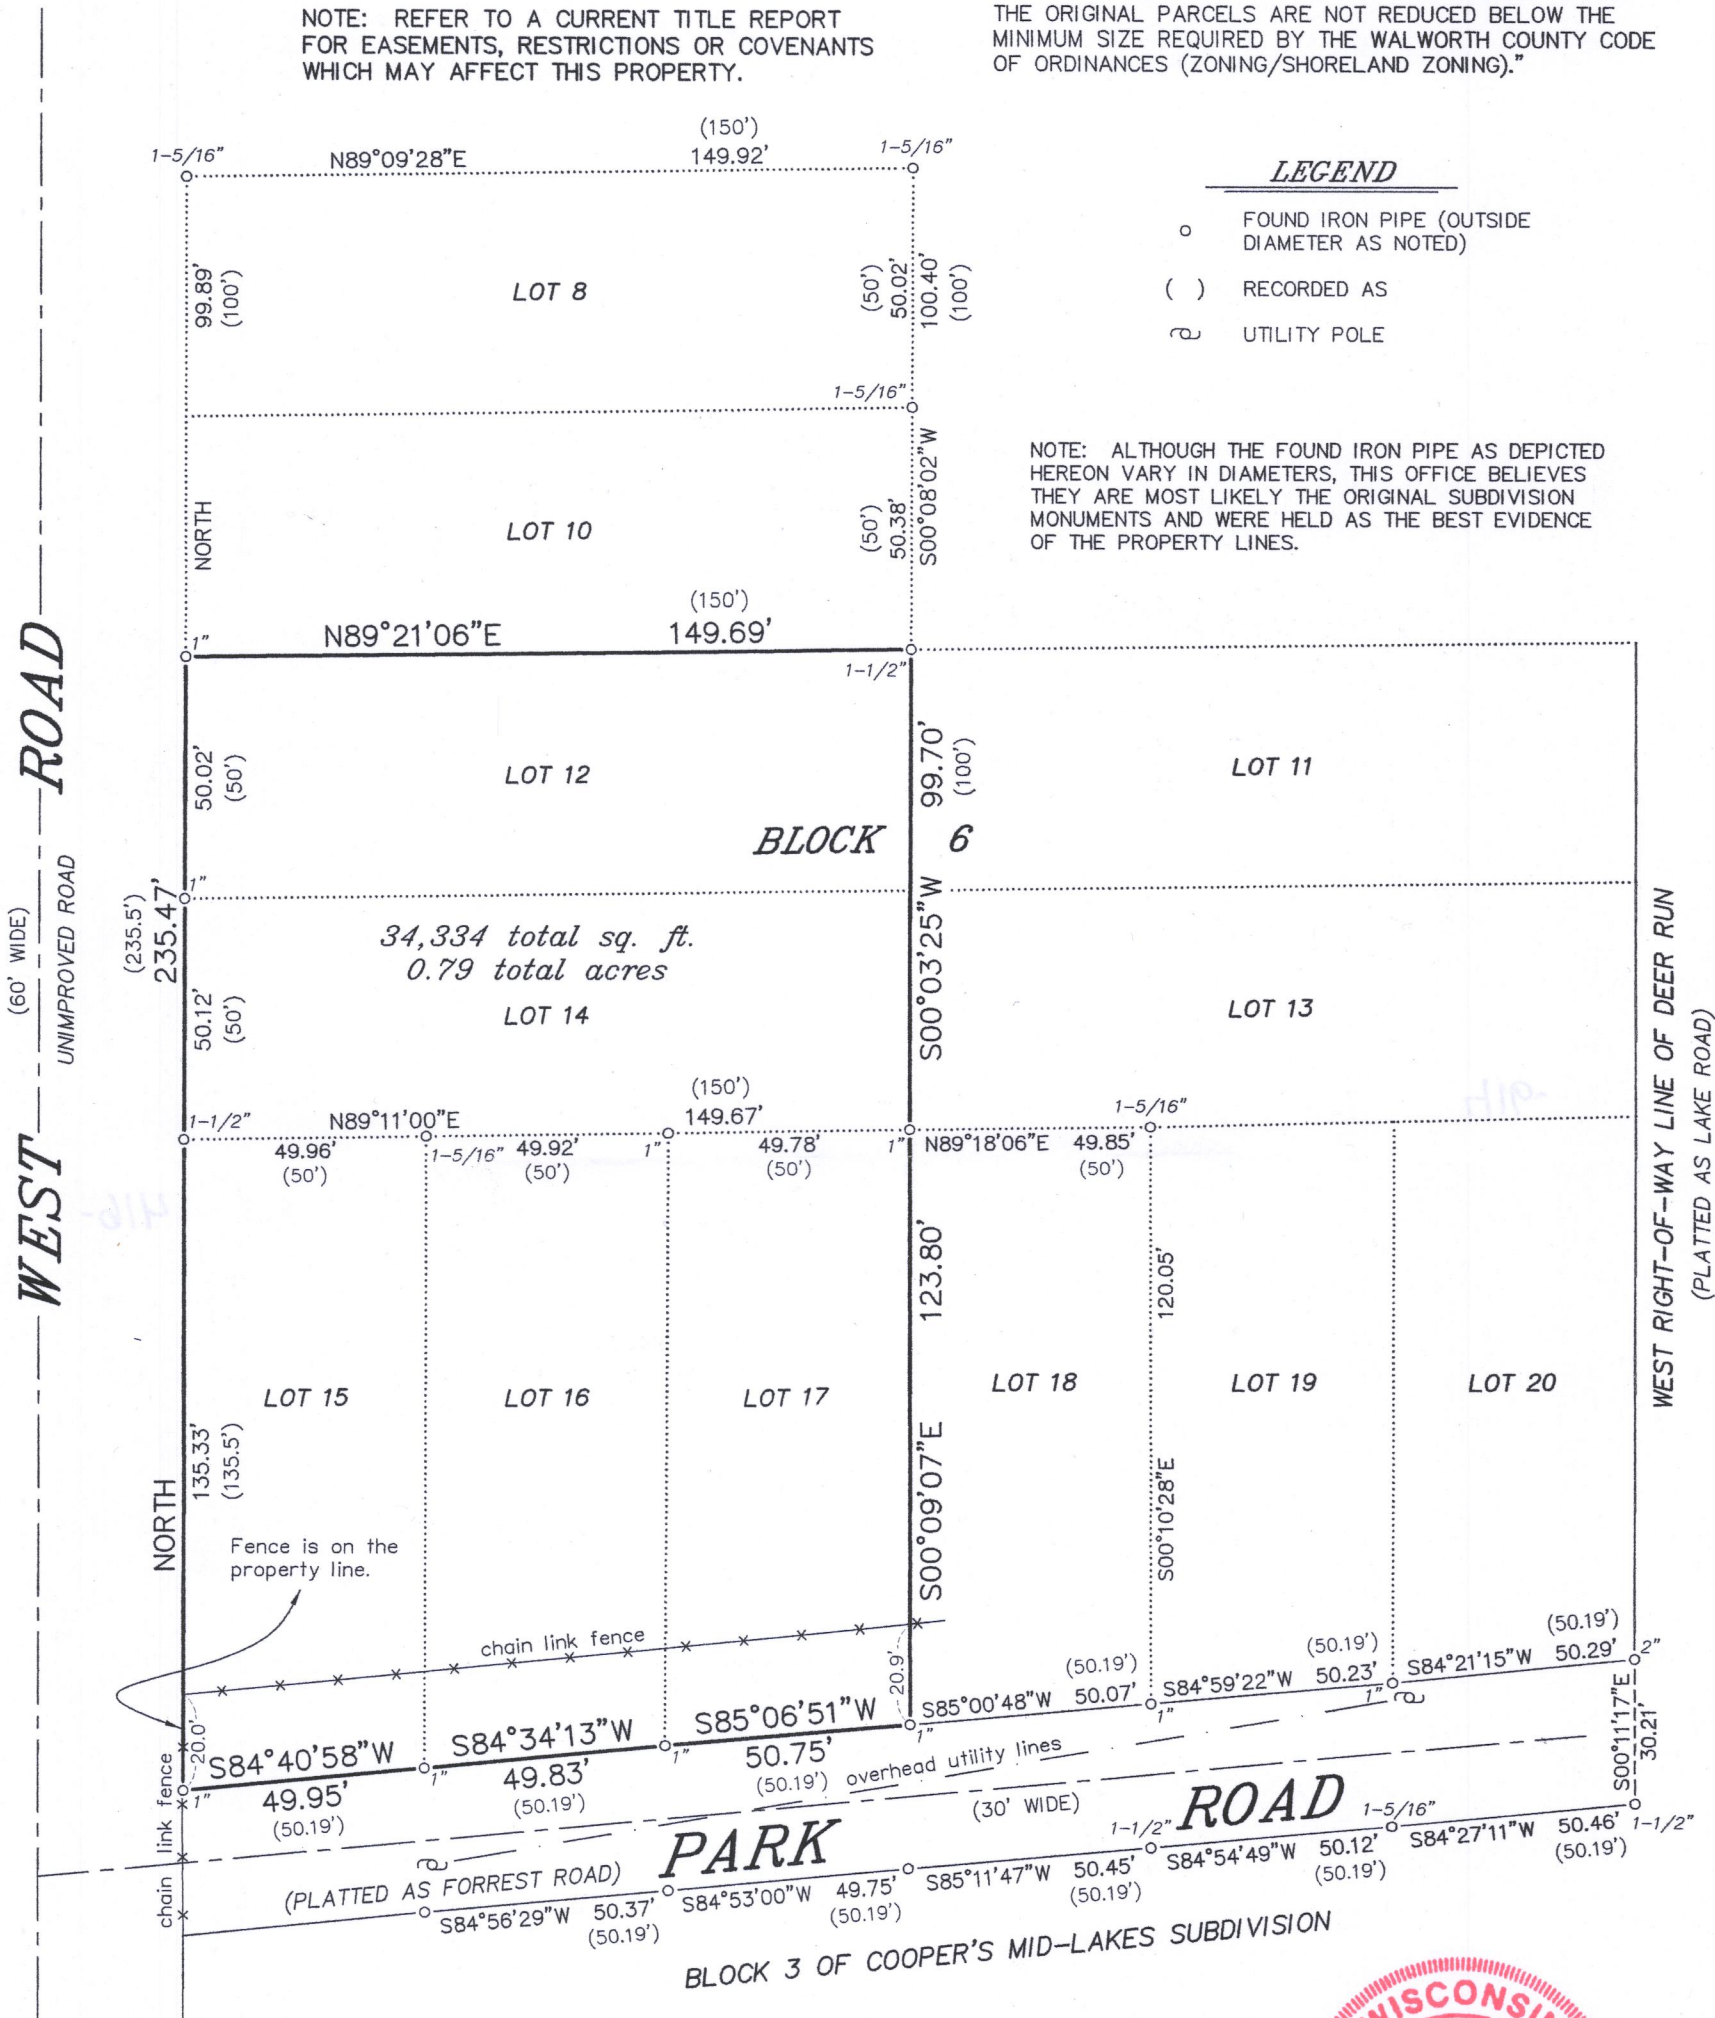 NOTE: REFER TO A CURRENT TITLE REPORT
FOR EASEMENTS, RESTRICTIONS OR COVENANTS
WHICH MAY AFFECT THIS PROPERTY.
THE ORIGINAL PARCELS ARE NOT REDUCED BELOW THE
MINIMUM SIZE REQUIRED BY THE WALWORTH COUNTY CODE
OF ORDINANCES (ZONING/SHORELAND ZONING)."
LEGEND
FOUND IRON PIPE (OUTSIDE
DIAMETER AS NOTED)
( ) RECORDED AS
UTILITY POLE
NOTE: ALTHOUGH THE FOUND IRON PIPE AS DEPICTED
HEREON VARY IN DIAMETERS, THIS OFFICE BELIEVES
THEY ARE MOST LIKELY THE ORIGINAL SUBDIVISION
MONUMENTS AND WERE HELD AS THE BEST EVIDENCE
OF THE PROPERTY LINES.
(150')
1-5/16" N89°09'28"E 149.92' 1-5/16"
99.89'
(100')
LOT 8
(50')
50.02'
100.40'
(100')
1-5/16"
NORTH
LOT 10
(50')
50.38'
S00°08'02"W
(150')
1" N89°21'06"E 149.69'
1-1/2"
50.02'
(50')
LOT 12
99.70'
(100')
LOT 11
BLOCK 6
1"
WEST ROAD
(60' WIDE)
UNIMPROVED ROAD
(235.5')
235.47'
34,334 total sq. ft.
0.79 total acres
50.12'
(50')
LOT 14
S00°03'25"W
LOT 13
WEST RIGHT-OF-WAY LINE OF DEER RUN
(PLATTED AS LAKE ROAD)
(150')
1-1/2" N89°11'00"E 149.67' 1-5/16"
49.96' 1-5/16" 49.92' 1" 49.78' 1" N89°18'06"E 49.85'
(50') (50') (50') (50')
123.80'
120.05'
LOT 15
LOT 16
LOT 17
LOT 18
LOT 19
LOT 20
NORTH
135.33'
(135.5')
S00°09'07"E
S00°10'28"E
Fence is on the
property line.
chain link fence
20.0'
20.9'
S84°40'58"W
49.95'
(50.19')
1"
1"
S84°34'13"W
49.83'
(50.19')
1"
S85°06'51"W
50.75'
(50.19')
1"
(50.19')
S85°00'48"W 50.07'
1"
(50.19')
S84°59'22"W 50.23'
1"
(50.19')
S84°21'15"W 50.29' 2"
S00°11'17"E
30.21'
overhead utility lines
chain link fence
chain link fence
(30' WIDE)
PARK ROAD
(PLATTED AS FORREST ROAD)
S84°56'29"W 50.37'
(50.19')
S84°53'00"W 49.75'
(50.19')
S85°11'47"W 50.45'
(50.19')
1-1/2"
S84°54'49"W 50.12'
(50.19')
1-5/16"
S84°27'11"W 50.46' 1-1/2"
(50.19')
BLOCK 3 OF COOPER'S MID-LAKES SUBDIVISION
WISCONSIN